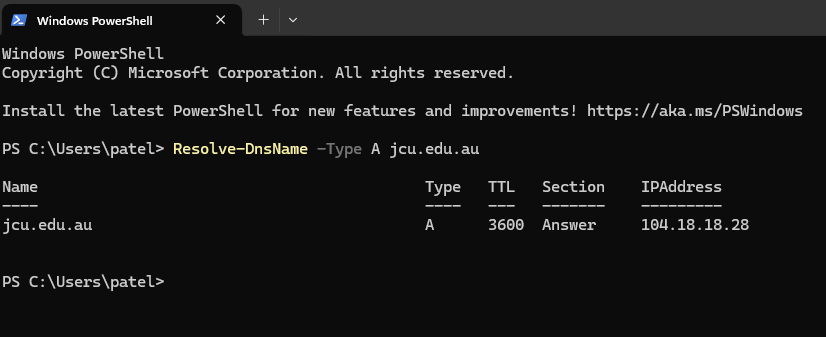 Windows PowerShell
Windows PowerShell
Copyright (C) Microsoft Corporation. All rights reserved.
Install the latest PowerShell for new features and improvements! https://aka.ms/PSWindows
PS C:\Users\patel> Resolve-DnsName -Type A jcu.edu.au
Name Type TTL Section IPAddress
---- ---- --- ------- ---------
jcu.edu.au A 3600 Answer 104.18.18.28
PS C:\Users\patel>